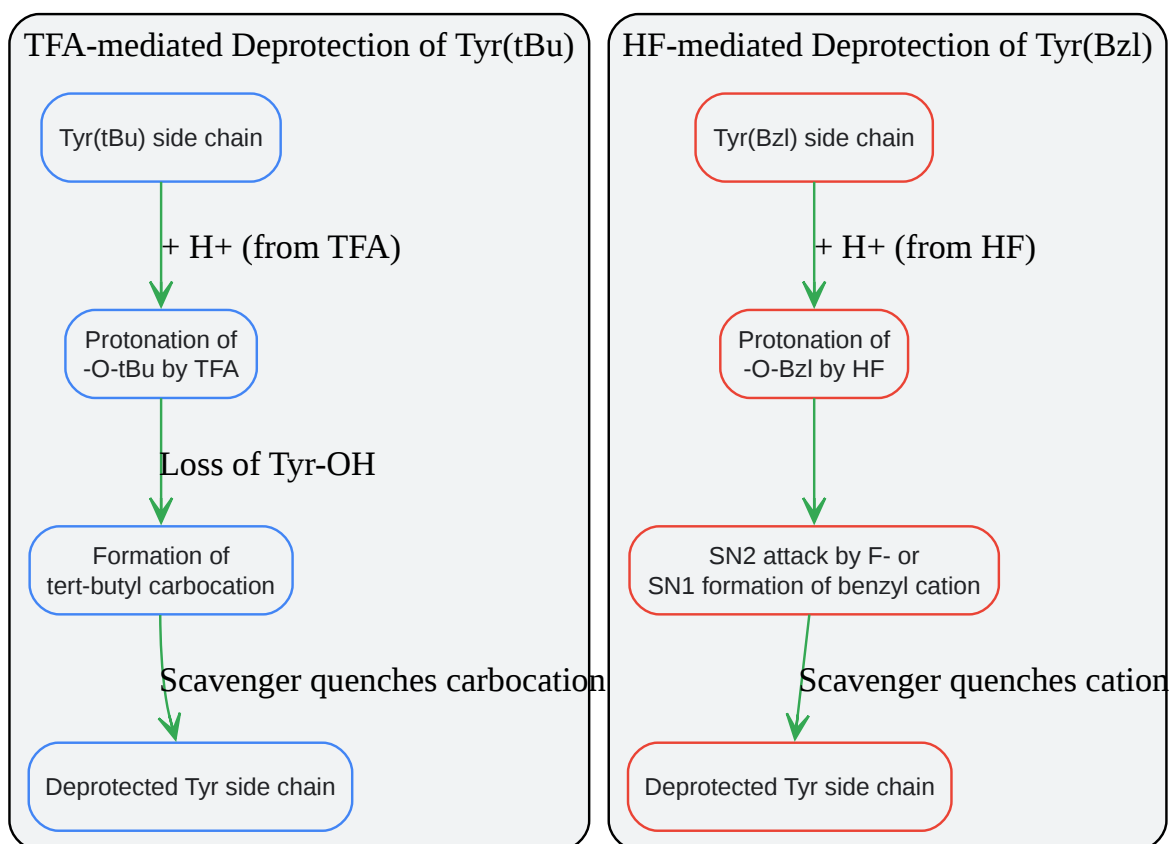 TFA-mediated Deprotection of Tyr(tBu)
Tyr(tBu) side chain
+ H+ (from TFA)
Protonation of
-O-tBu by TFA
Loss of Tyr-OH
Formation of
tert-butyl carbocation
Scavenger quenches carbocation
Deprotected Tyr side chain
HF-mediated Deprotection of Tyr(Bzl)
Tyr(Bzl) side chain
+ H+ (from HF)
Protonation of
-O-Bzl by HF
SN2 attack by F- or
SN1 formation of benzyl cation
Scavenger quenches cation
Deprotected Tyr side chain